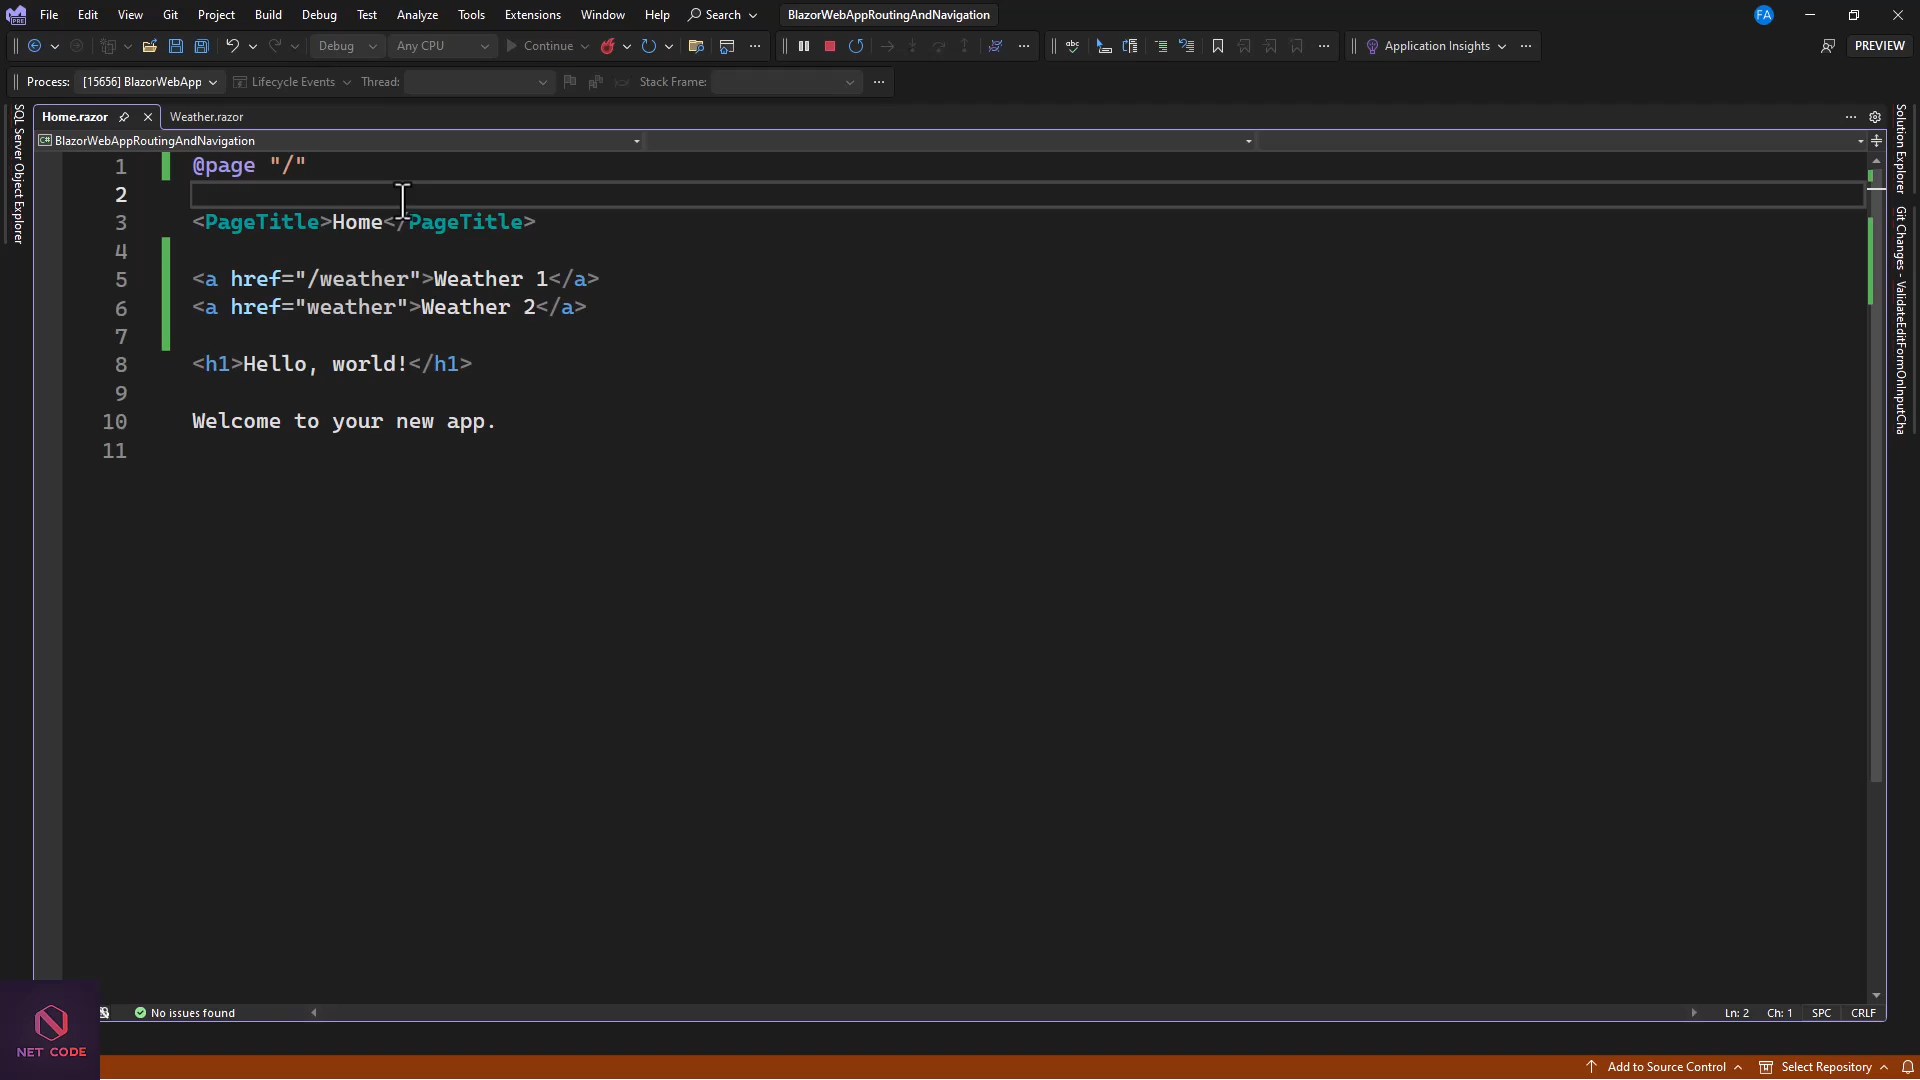 File Edit View Git Project Build Debug Test Analyze Tools Extensions Window Help Search BlazorWebAppRoutingAndNavigation FA
Debug Any CPU Continue Application Insights PREVIEW
Process: [15656] BlazorWebApp Lifecycle Events Thread: Stack Frame:
Home.razor Weather.razor
BlazorWebAppRoutingAndNavigation
SQL Server Object Explorer
Solution Explorer
Git Changes - ValidateEditFormOnInputCha
1 @page "/"
2
3 <PageTitle>Home</PageTitle>
4
5 <a href="/weather">Weather 1</a>
6 <a href="weather">Weather 2</a>
7
8 <h1>Hello, world!</h1>
9
10 Welcome to your new app.
11
No issues found Ln: 2 Ch: 1 SPC CRLF
NET CODE
Add to Source Control Select Repository